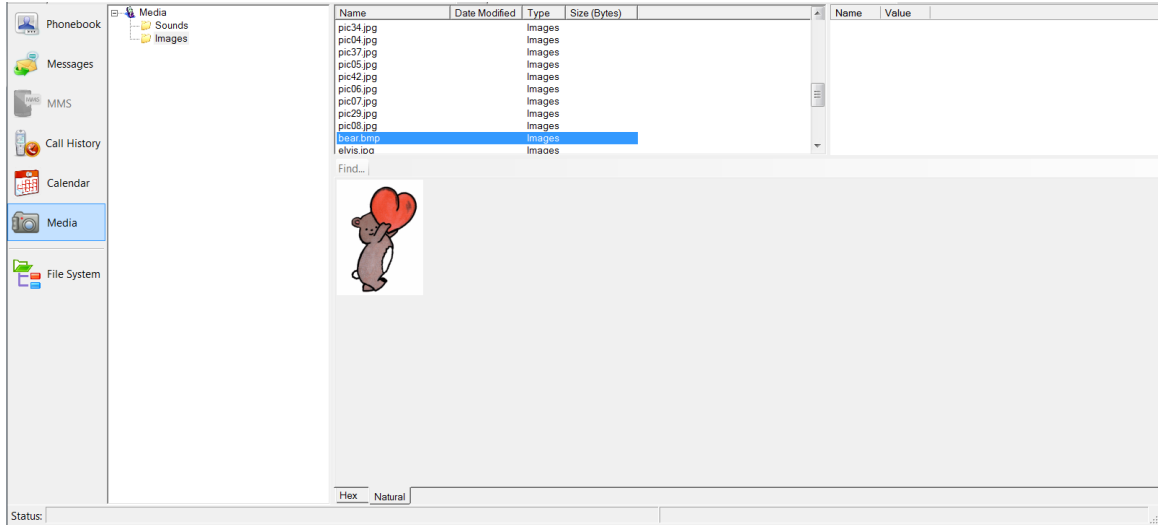 Phonebook
Messages
MMS
Call History
Calendar
Media
File System
Media
Sounds
Images
Name Date Modified Type Size (Bytes)
pic34.jpg Images
pic04.jpg Images
pic37.jpg Images
pic05.jpg Images
pic42.jpg Images
pic06.jpg Images
pic07.jpg Images
pic29.jpg Images
pic08.jpg Images
bear.bmp Images
elvis.jpg Images
Name Value
Find...
Hex Natural
Status: